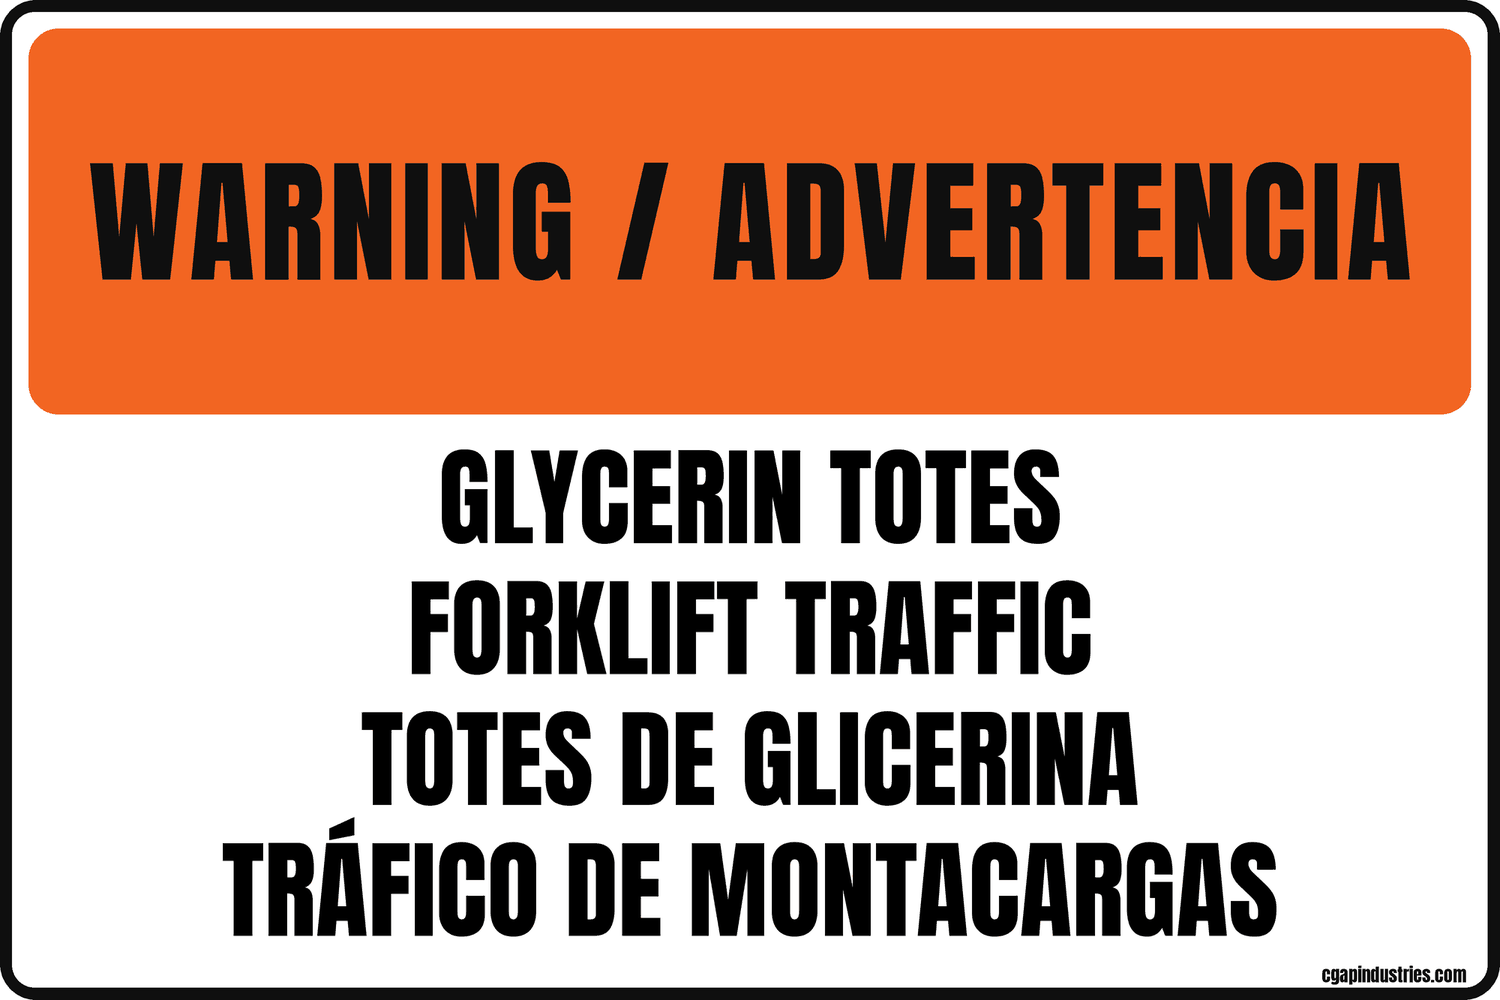 WARNING / ADVERTENCIA
GLYCERIN TOTES
FORKLIFT TRAFFIC
TOTES DE GLICERINA
TRÁFICO DE MONTACARGAS
cgapindustries.com